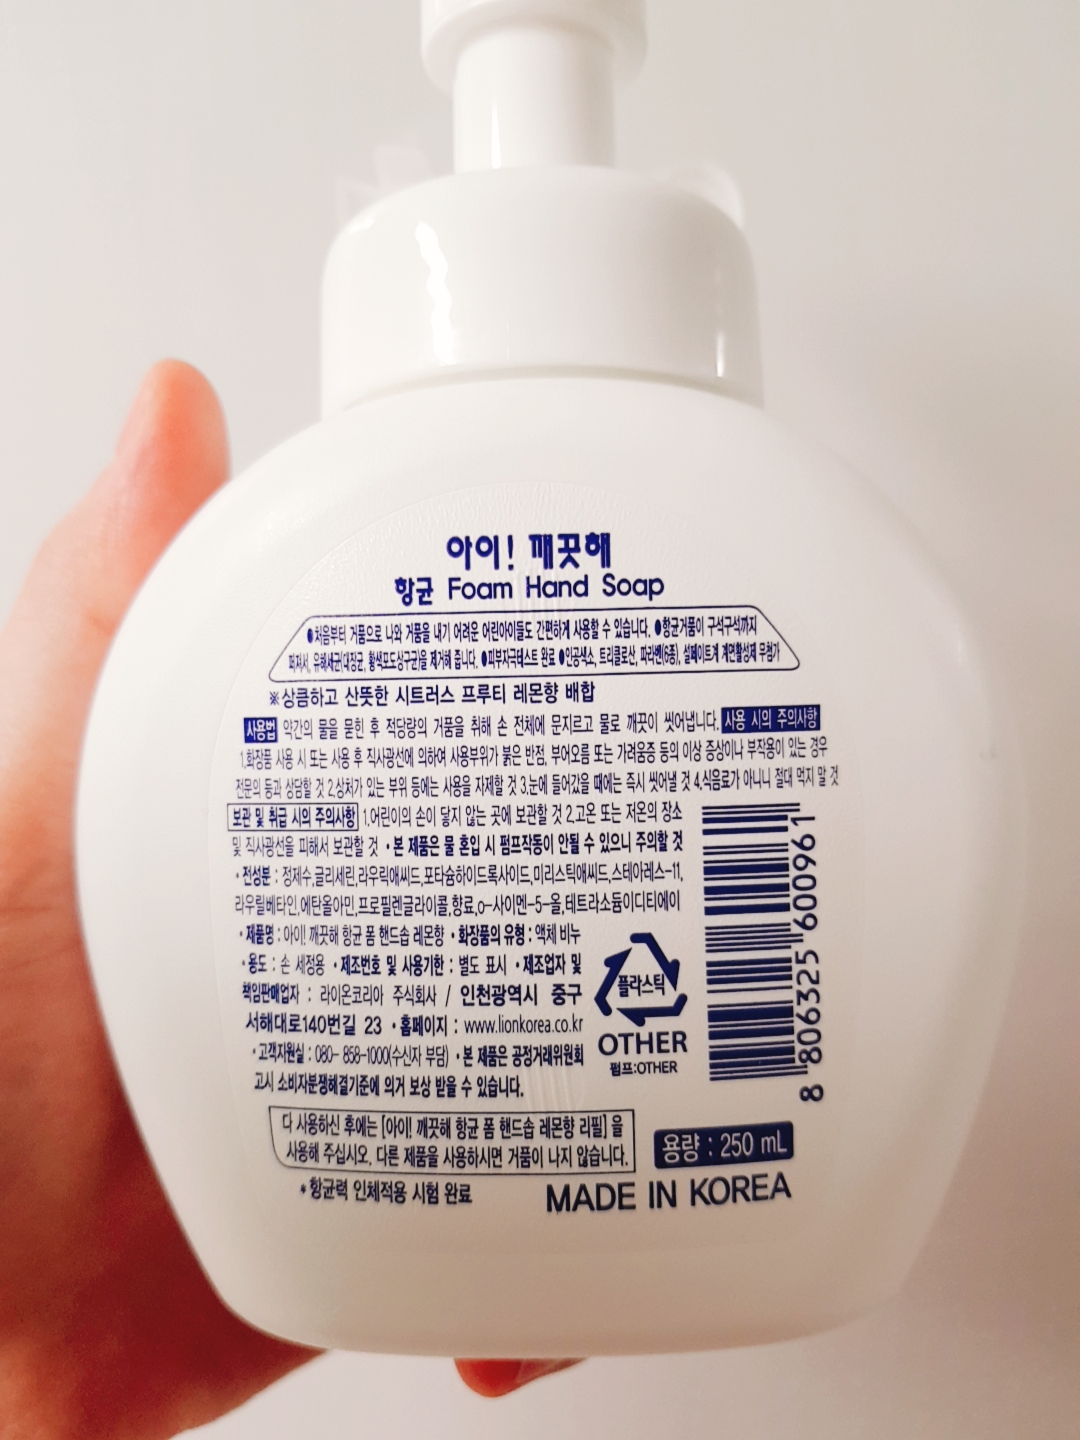 아이! 깨끗해
항균 Foam Hand Soap
●처음부터 거품으로 나와 거품을 내기 어려운 어린아이들도 간편하게 사용할 수 있습니다. ●항균거품이 구석구석까지
퍼져서, 유해세균(대장균, 황색포도상구균)을 제거해 줍니다. ●피부자극테스트 완료 ●인공색소, 트리클로산, 파라벤(6종), 설페이트계 계면활성제 무첨가
※상큼하고 산뜻한 시트러스 프루티 레몬향 배합
사용법 약간의 물을 묻힌 후 적당량의 거품을 취해 손 전체에 문지르고 물로 깨끗이 씻어냅니다. 사용 시의 주의사항
1.화장품 사용 시 또는 사용 후 직사광선에 의하여 사용부위가 붉은 반점, 부어오름 또는 가려움증 등의 이상 증상이나 부작용이 있는 경우
전문의 등과 상담할 것 2.상처가 있는 부위 등에는 사용을 자제할 것 3.눈에 들어갔을 때에는 즉시 씻어낼 것 4.식음료가 아니니 절대 먹지 말 것
보관 및 취급 시의 주의사항 1.어린이의 손이 닿지 않는 곳에 보관할 것 2.고온 또는 저온의 장소
및 직사광선을 피해서 보관할 것 •본 제품은 물 혼입 시 펌프작동이 안될 수 있으니 주의할 것
•전성분 : 정제수,글리세린,라우릭애씨드,포타슘하이드록사이드,미리스틱애씨드,스테아레스-11,
라우릴베타인,에탄올아민,프로필렌글라이콜,향료,o-사이멘-5-올,테트라소듐이디티에이
•제품명 : 아이! 깨끗해 항균 폼 핸드솝 레몬향 •화장품의 유형 : 액체 비누
•용도 : 손 세정용 •제조번호 및 사용기한 : 별도 표시 •제조업자 및
책임판매업자 : 라이온코리아 주식회사 / 인천광역시 중구
서해대로140번길 23 •홈페이지 : www.lionkorea.co.kr
•고객지원실 : 080-858-1000(수신자 부담) •본 제품은 공정거래위원회
고시 소비자분쟁해결기준에 의거 보상 받을 수 있습니다.
플라스틱
OTHER
펌프:OTHER
8 806325 600961
다 사용하신 후에는 [아이! 깨끗해 항균 폼 핸드솝 레몬향 리필] 을
사용해 주십시오. 다른 제품을 사용하시면 거품이 나지 않습니다.
용량 : 250 mL
*항균력 인체적용 시험 완료
MADE IN KOREA